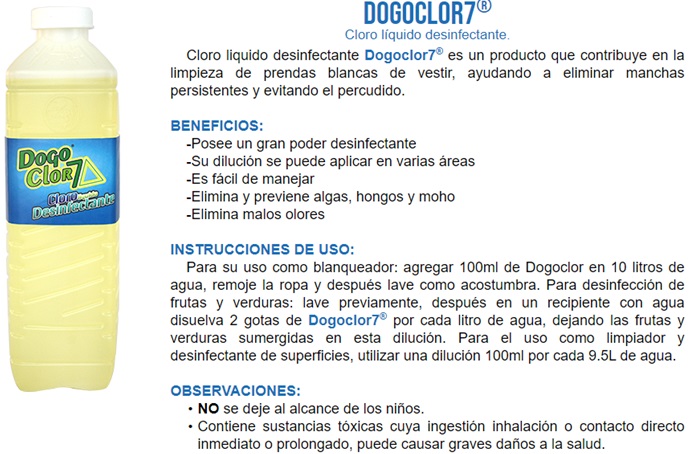 DOGOCLOR7®
Cloro líquido desinfectante.
Cloro liquido desinfectante Dogoclor7® es un producto que contribuye en la
limpieza de prendas blancas de vestir, ayudando a eliminar manchas
persistentes y evitando el percudido.
BENEFICIOS:
-Posee un gran poder desinfectante
-Su dilución se puede aplicar en varias áreas
-Es fácil de manejar
-Elimina y previene algas, hongos y moho
-Elimina malos olores
INSTRUCCIONES DE USO:
Para su uso como blanqueador: agregar 100ml de Dogoclor en 10 litros de
agua, remoje la ropa y después lave como acostumbra. Para desinfección de
frutas y verduras: lave previamente, después en un recipiente con agua
disuelva 2 gotas de Dogoclor7® por cada litro de agua, dejando las frutas y
verduras sumergidas en esta dilución. Para el uso como limpiador y
desinfectante de superficies, utilizar una dilución 100ml por cada 9.5L de agua.
OBSERVACIONES:
• NO se deje al alcance de los niños.
• Contiene sustancias tóxicas cuya ingestión inhalación o contacto directo
inmediato o prolongado, puede causar graves daños a la salud.
DOGO
CLOR7
Cloro
Desinfectante